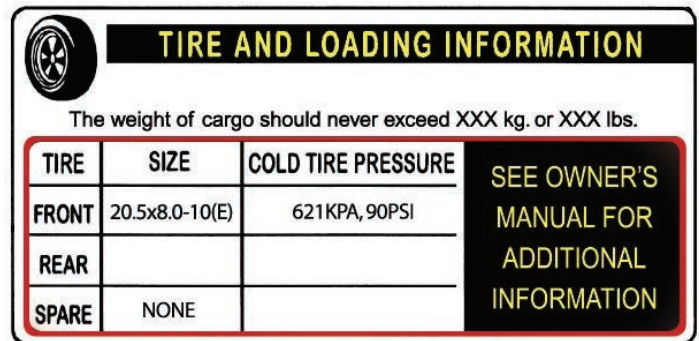 TIRE AND LOADING INFORMATION
The weight of cargo should never exceed XXX kg. or XXX lbs.
TIRE SIZE COLD TIRE PRESSURE
FRONT 20.5x8.0-10(E) 621KPA, 90PSI
REAR
SPARE NONE
SEE OWNER'S
MANUAL FOR
ADDITIONAL
INFORMATION